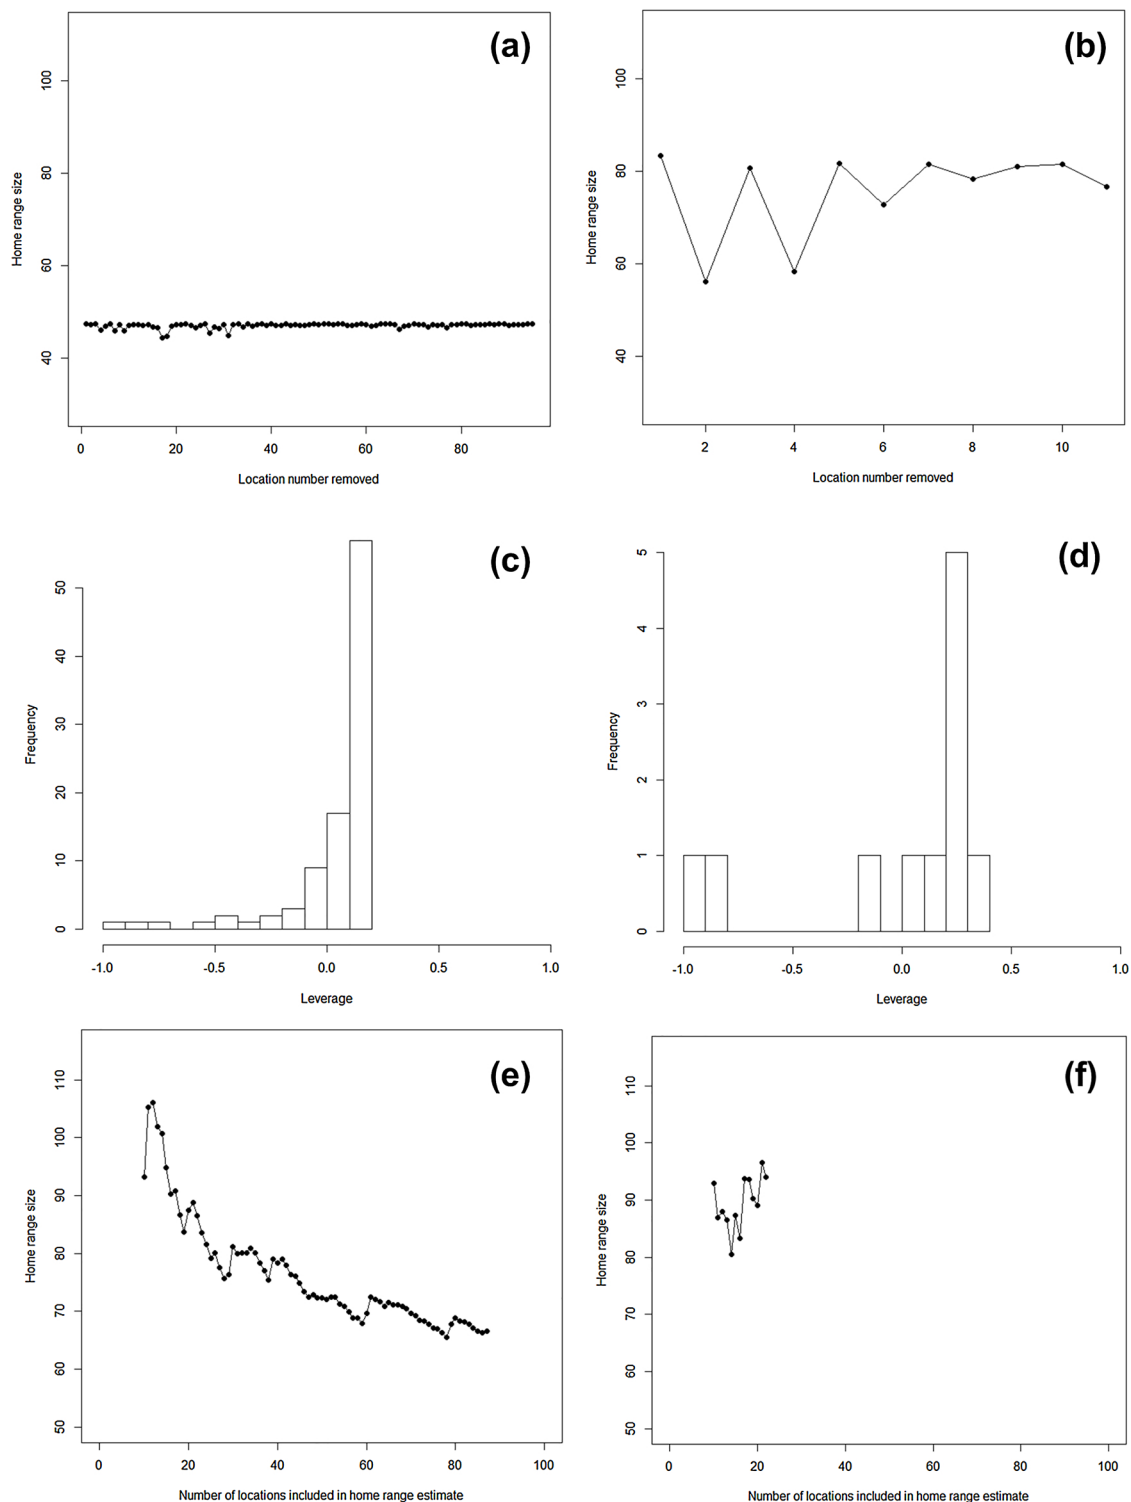 (a)
Home range size
100
80
60
40
0 20 40 60 80
Location number removed
(b)
Home range size
100
80
60
40
2 4 6 8 10
Location number removed
(c)
Frequency
50
40
30
20
10
0
-1.0 -0.5 0.0 0.5 1.0
Leverage
(d)
Frequency
5
4
3
2
1
0
-1.0 -0.5 0.0 0.5 1.0
Leverage
(e)
Home range size
110
100
90
80
70
60
50
0 20 40 60 80 100
Number of locations included in home range estimate
(f)
Home range size
110
100
90
80
70
60
50
0 20 40 60 80 100
Number of locations included in home range estimate